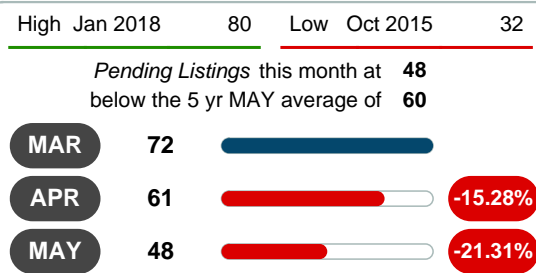 High Jan 2018 80 Low Oct 2015 32
Pending Listings this month at 48
below the 5 yr MAY average of 60
MAR 72
APR 61 -15.28%
MAY 48 -21.31%